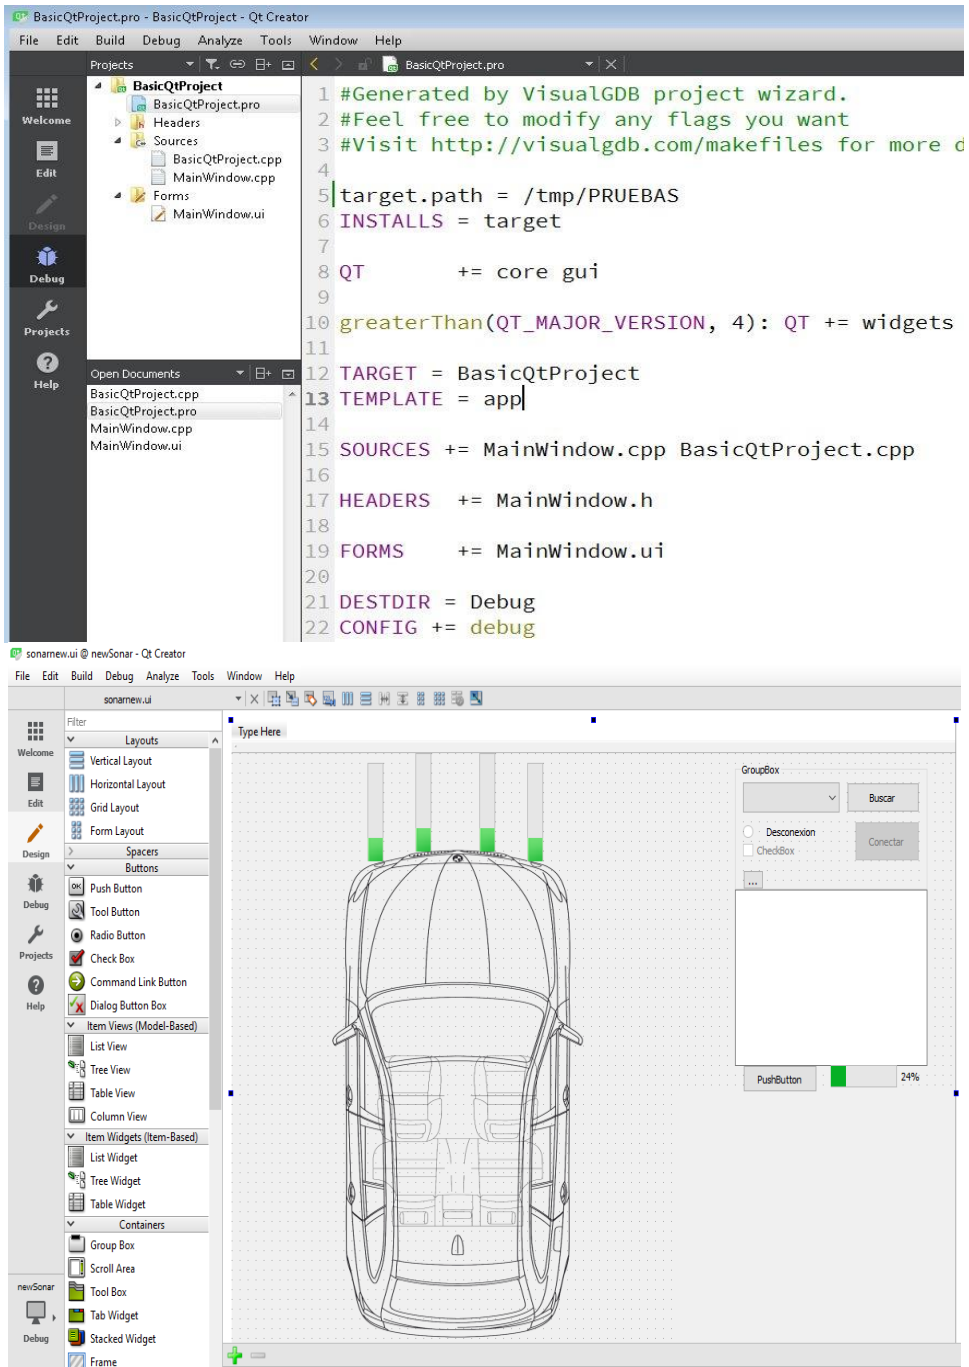 BasicQtProject.pro - BasicQtProject - Qt Creator
File Edit Build Debug Analyze Tools Window Help
Projects
BasicQtProject.pro
Welcome
Edit
Design
Debug
Projects
Help
BasicQtProject
BasicQtProject.pro
Headers
Sources
BasicQtProject.cpp
MainWindow.cpp
Forms
MainWindow.ui
Open Documents
BasicQtProject.cpp
BasicQtProject.pro
MainWindow.cpp
MainWindow.ui
1 #Generated by VisualGDB project wizard.
2 #Feel free to modify any flags you want
3 #Visit http://visualgdb.com/makefiles for more d
4
5 target.path = /tmp/PRUEBAS
6 INSTALLS = target
7
8 QT += core gui
9
10 greaterThan(QT_MAJOR_VERSION, 4): QT += widgets
11
12 TARGET = BasicQtProject
13 TEMPLATE = app
14
15 SOURCES += MainWindow.cpp BasicQtProject.cpp
16
17 HEADERS += MainWindow.h
18
19 FORMS += MainWindow.ui
20
21 DESTDIR = Debug
22 CONFIG += debug
sonarnew.ui @ newSonar - Qt Creator
File Edit Build Debug Analyze Tools Window Help
sonarnew.ui
Welcome
Edit
Design
Debug
Projects
Help
newSonar
Debug
Filter
Layouts
Vertical Layout
Horizontal Layout
Grid Layout
Form Layout
Spacers
Buttons
OK Push Button
Tool Button
Radio Button
Check Box
Command Link Button
Dialog Button Box
Item Views (Model-Based)
List View
Tree View
Table View
Column View
Item Widgets (Item-Based)
List Widget
Tree Widget
Table Widget
Containers
Group Box
Scroll Area
Tool Box
Tab Widget
Stacked Widget
Frame
Type Here
GroupBox
Buscar
Desconexion
CheckBox
Conectar
...
PushButton
24%